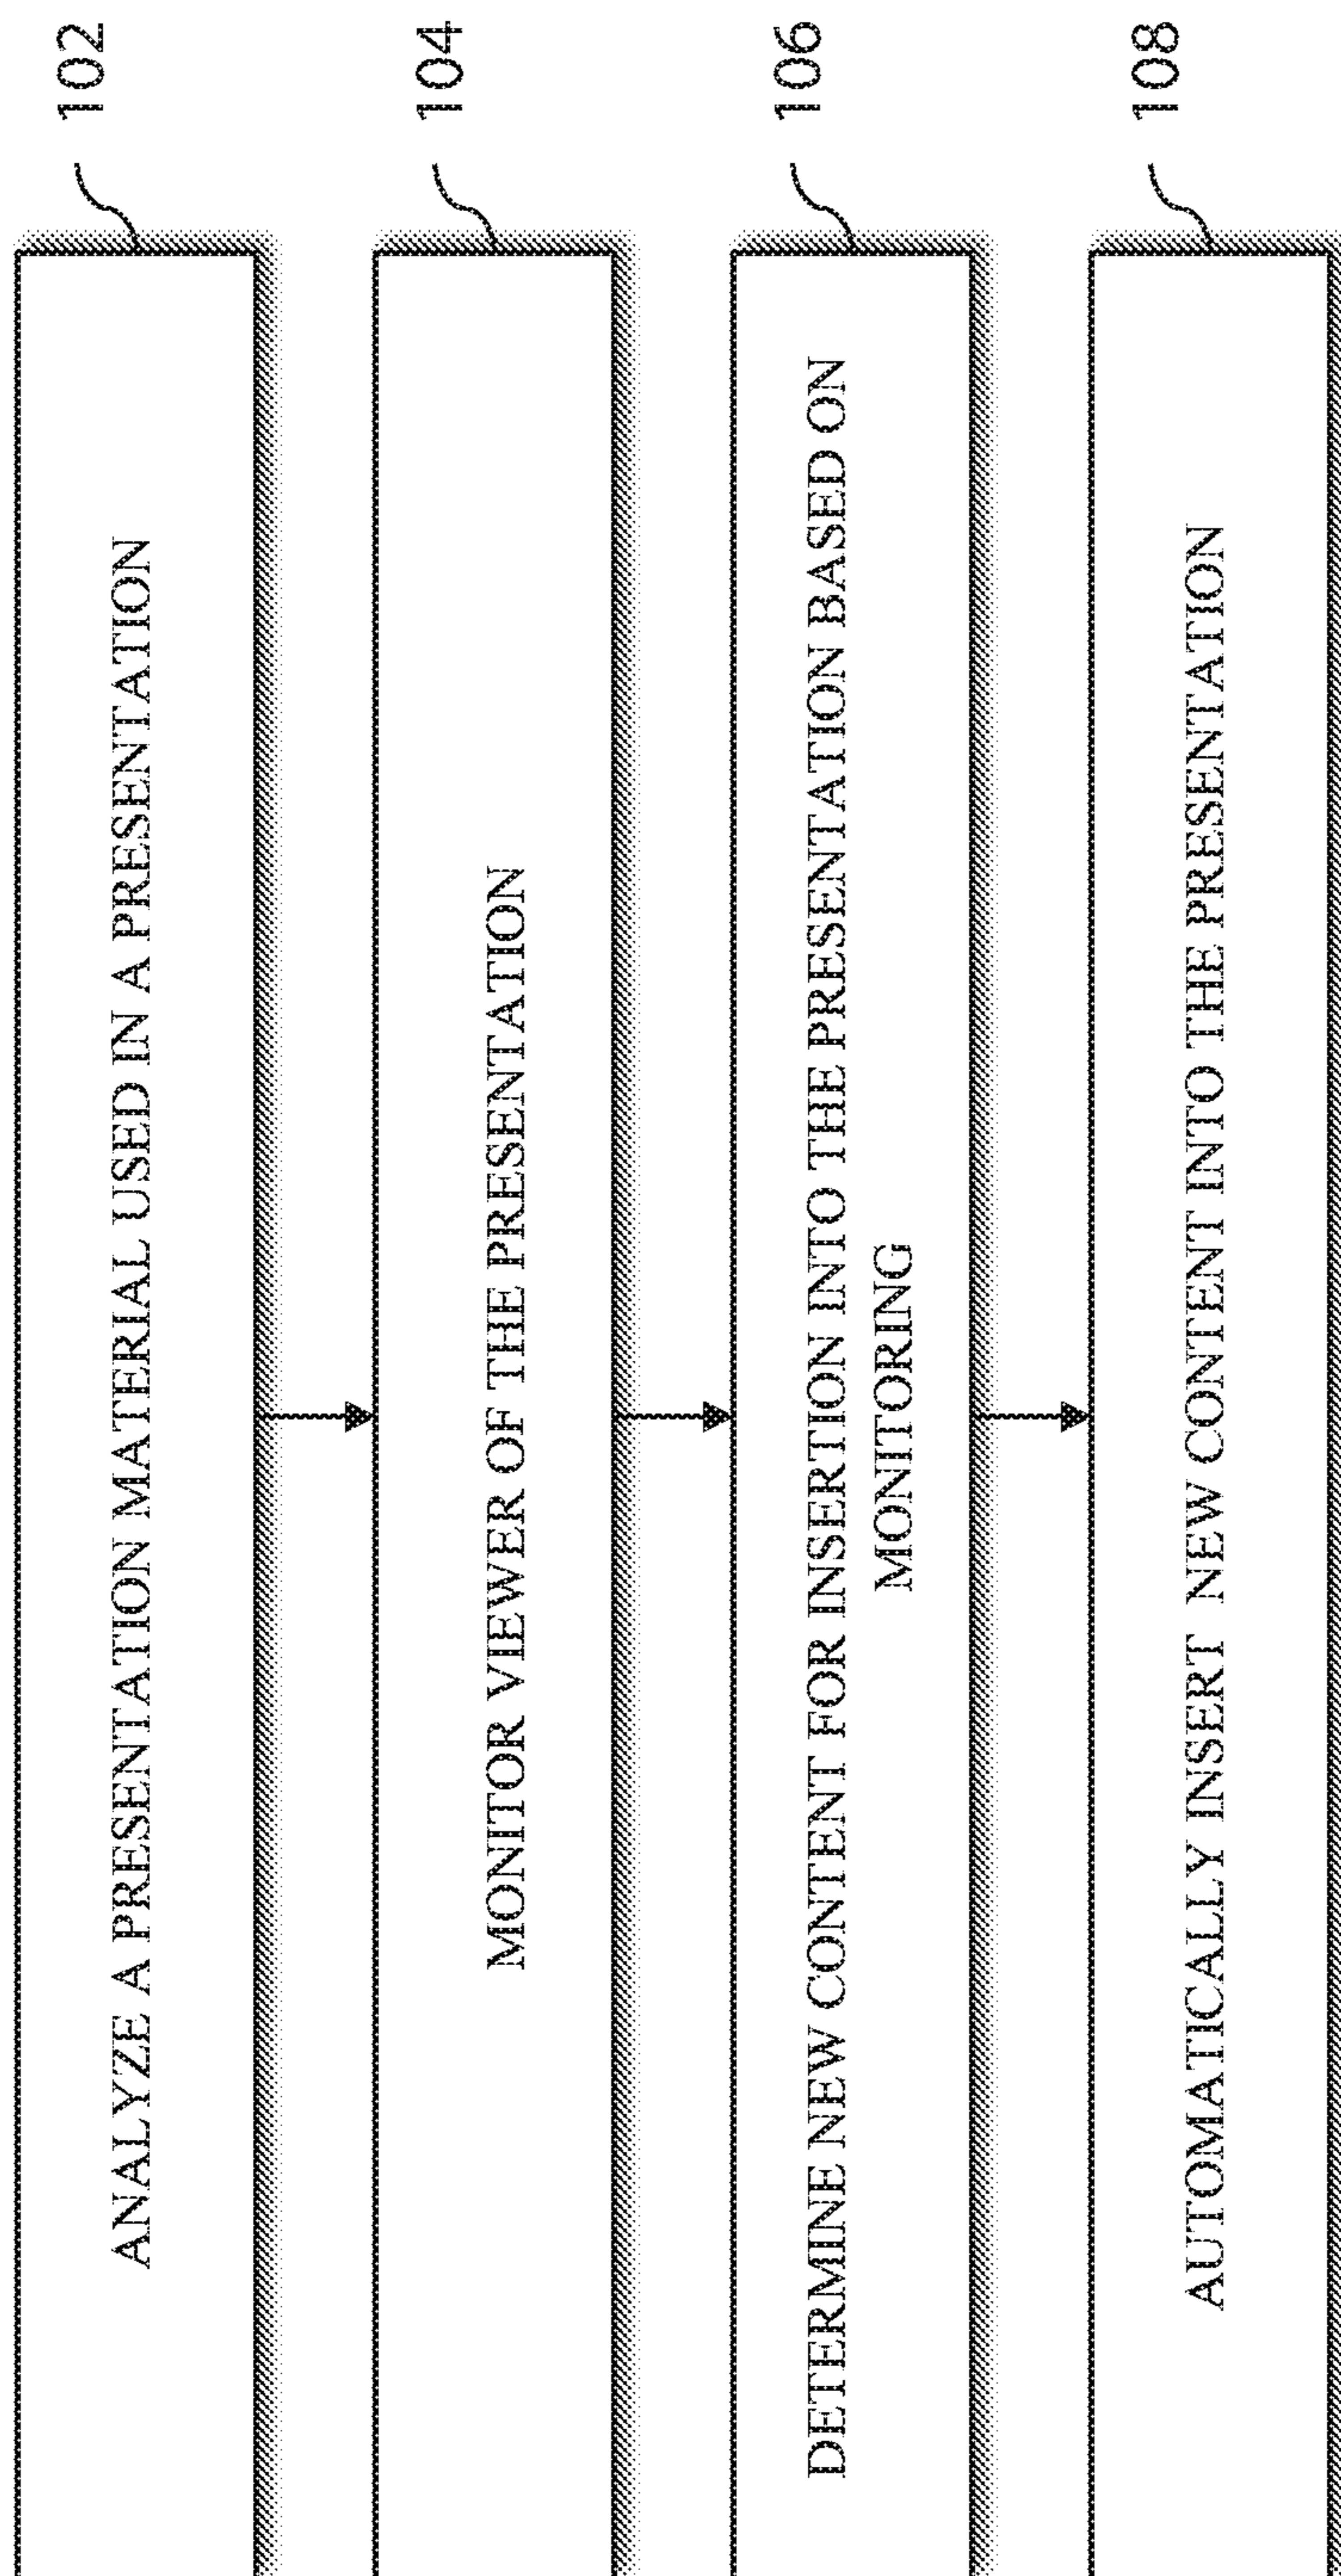 102
ANALYZE A PRESENTATION MATERIAL USED IN A PRESENTATION
104
MONITOR VIEWER OF THE PRESENTATION
106
DETERMINE NEW CONTENT FOR INSERTION INTO THE PRESENTATION BASED ON
MONITORING
108
AUTOMATICALLY INSERT NEW CONTENT INTO THE PRESENTATION